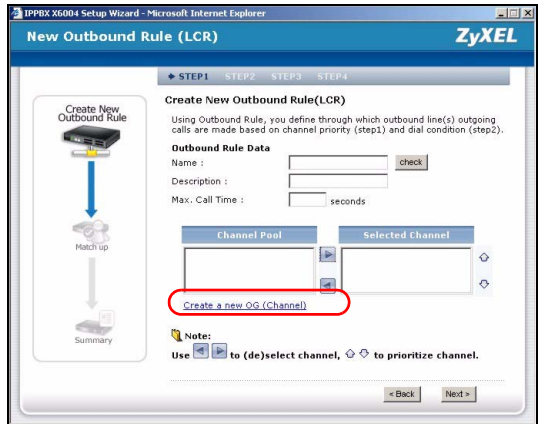 IPPBX X6004 Setup Wizard - Microsoft Internet Explorer
New Outbound Rule (LCR)
ZyXEL
STEP1 STEP2 STEP3 STEP4
Create New
Outbound Rule
Match up
Summary
Create New Outbound Rule(LCR)
Using Outbound Rule, you define through which outbound line(s) outgoing
calls are made based on channel priority (step1) and dial condition (step2).
Outbound Rule Data
Name :
check
Description :
Max. Call Time :
seconds
Channel Pool
Selected Channel
Create a new OG (Channel)
Note:
Use to (de)select channel, to prioritize channel.
< Back
Next >